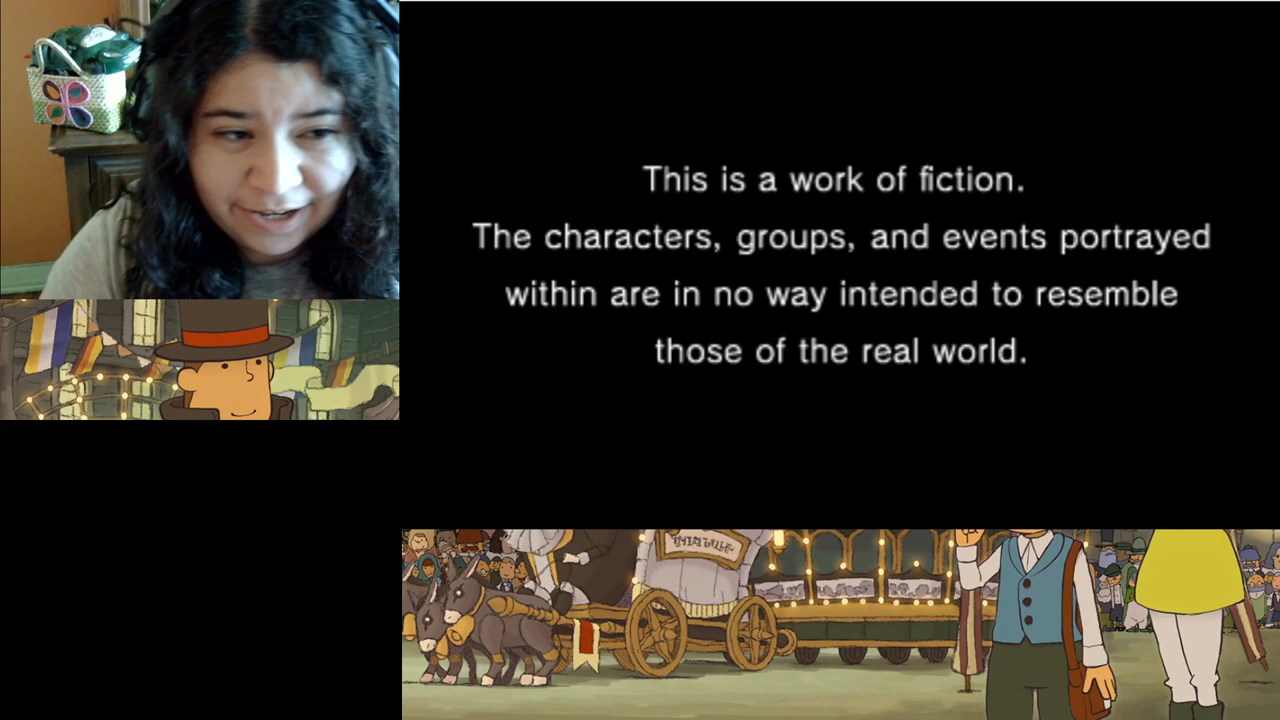 This is a work of fiction.
The characters, groups, and events portrayed
within are in no way intended to resemble
those of the real world.